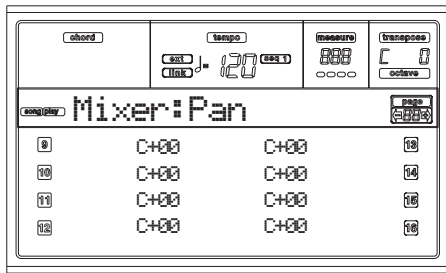 chord tempo measure transpose
ext ♩= 120 seq 1 888 C 0
link octave
song play Mixer:Pan page
88
9 C+00 C+00 13
10 C+00 C+00 14
11 C+00 C+00 15
12 C+00 C+00 16